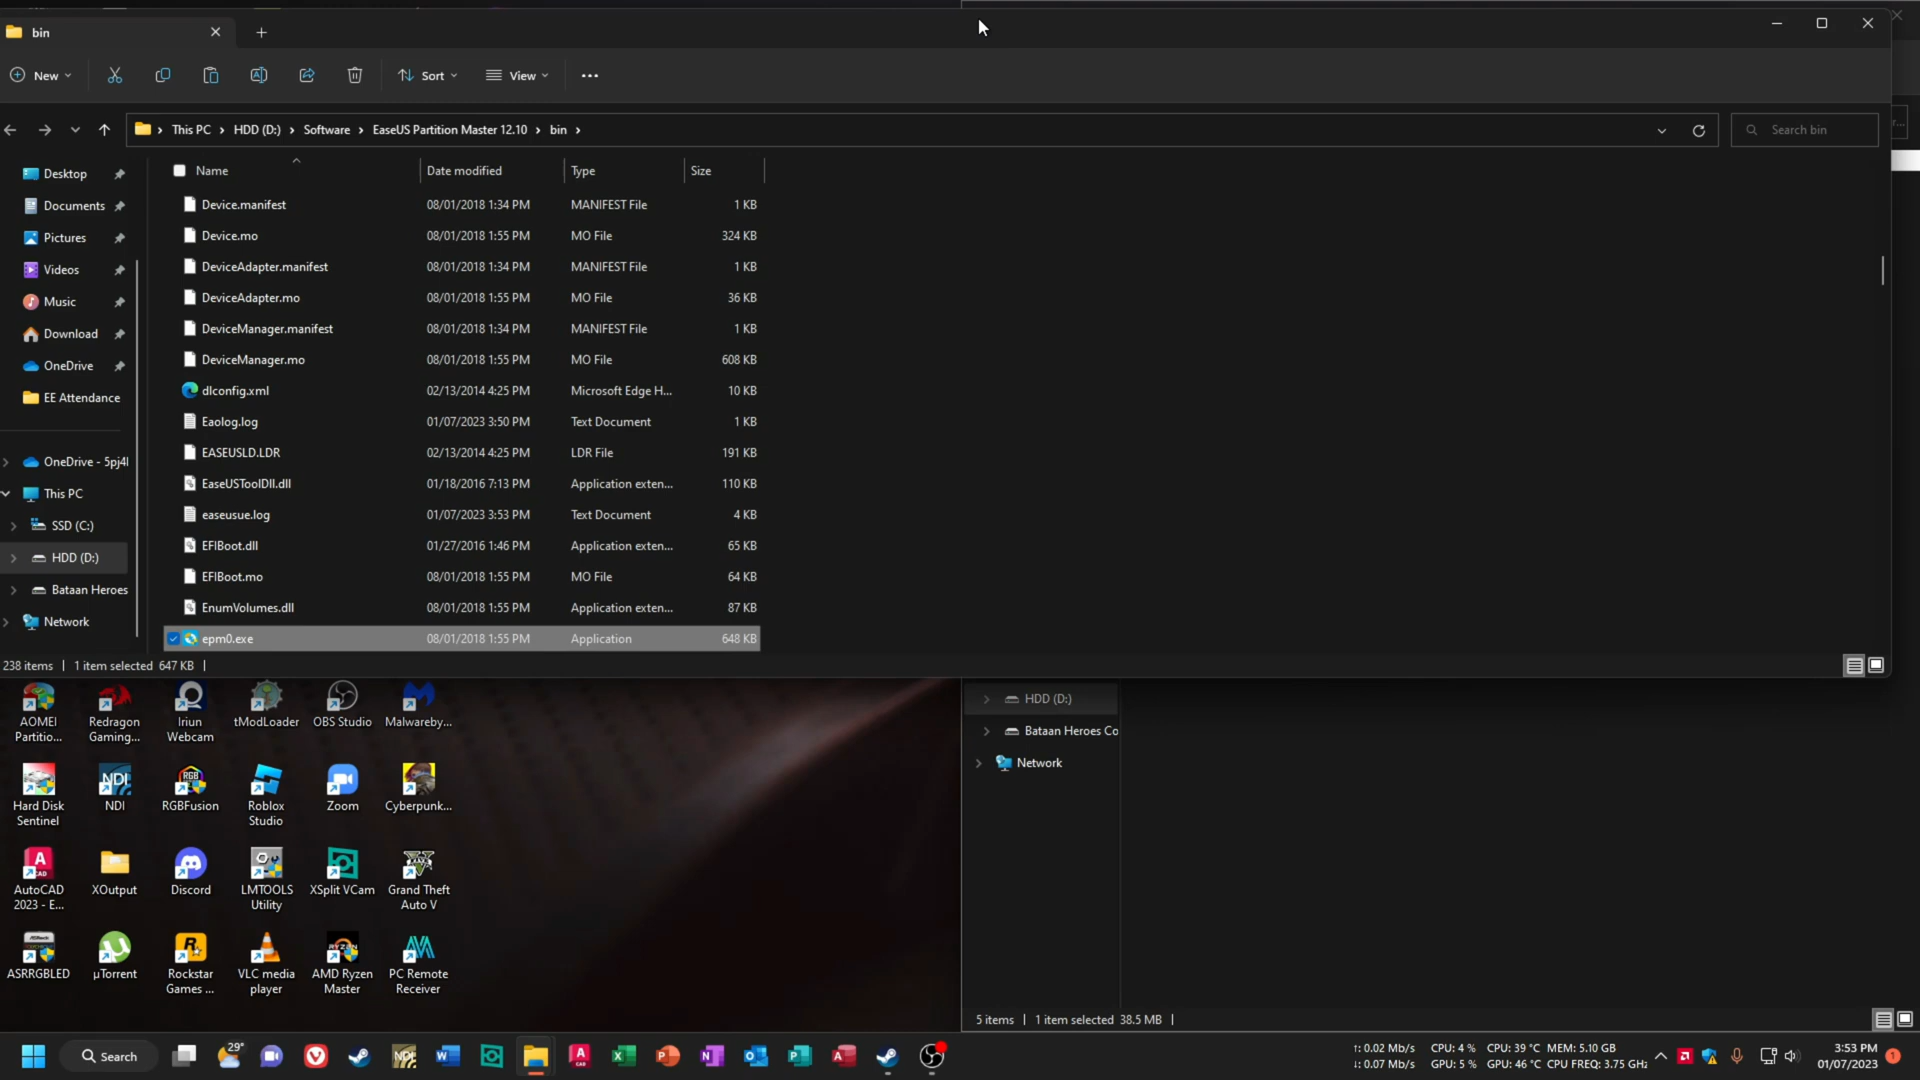 bin
New
Sort
View
This PC > HDD (D:) > Software > EaseUS Partition Master 12.10 > bin >
Search bin
Name Date modified Type Size
Device.manifest 08/01/2018 1:34 PM MANIFEST File 1 KB
Device.mo 08/01/2018 1:55 PM MO File 324 KB
DeviceAdapter.manifest 08/01/2018 1:34 PM MANIFEST File 1 KB
DeviceAdapter.mo 08/01/2018 1:55 PM MO File 36 KB
DeviceManager.manifest 08/01/2018 1:34 PM MANIFEST File 1 KB
DeviceManager.mo 08/01/2018 1:55 PM MO File 608 KB
dlconfig.xml 02/13/2014 4:25 PM Microsoft Edge H... 10 KB
Eaolog.log 01/07/2023 3:50 PM Text Document 1 KB
EASEUSLD.LDR 02/13/2014 4:25 PM LDR File 191 KB
EaseUSToolDll.dll 01/18/2016 7:13 PM Application exten... 110 KB
easeusue.log 01/07/2023 3:53 PM Text Document 4 KB
EFIBoot.dll 01/27/2016 1:46 PM Application exten... 65 KB
EFIBoot.mo 08/01/2018 1:55 PM MO File 64 KB
EnumVolumes.dll 08/01/2018 1:55 PM Application exten... 87 KB
epm0.exe 08/01/2018 1:55 PM Application 648 KB
Desktop
Documents
Pictures
Videos
Music
Download
OneDrive
EE Attendance
OneDrive - 5pj4l
This PC
SSD (C:)
HDD (D:)
Bataan Heroes
Network
238 items | 1 item selected 647 KB |
AOMEI Partitio...
Redragon Gaming...
Iriun Webcam
tModLoader
OBS Studio
Malwareby...
Hard Disk Sentinel
NDI
RGBFusion
Roblox Studio
Zoom
Cyberpunk...
AutoCAD 2023 - E...
XOutput
Discord
LMTOOLS Utility
XSplit VCam
Grand Theft Auto V
ASRRGBLED
µTorrent
Rockstar Games ...
VLC media player
AMD Ryzen Master
PC Remote Receiver
HDD (D:)
Bataan Heroes Co
Network
5 items | 1 item selected 38.5 MB |
29°
Search
↑: 0.02 Mb/s CPU: 4 % CPU: 39 °C MEM: 5.10 GB
↓: 0.07 Mb/s GPU: 5 % GPU: 46 °C CPU FREQ: 3.75 GHz
3:53 PM
01/07/2023
1